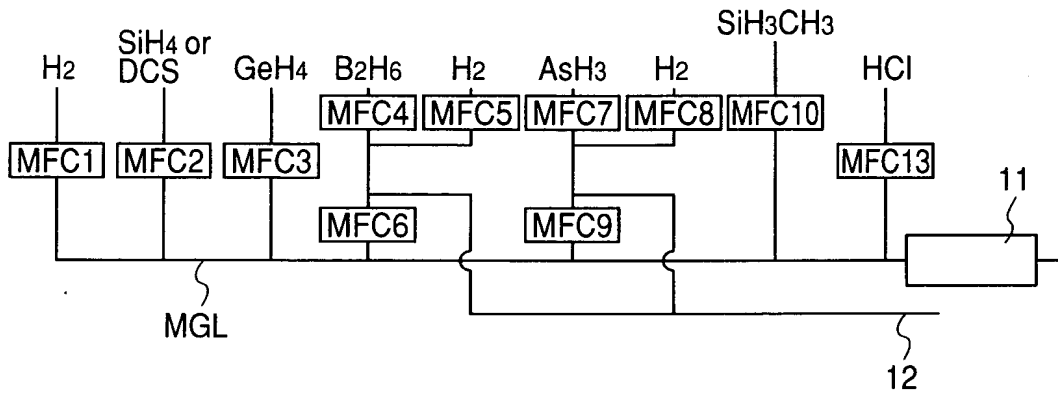 SiH3CH3
SiH4 or
DCS
H2
GeH4
B2H6
H2
AsH3
H2
HCl
MFC4
MFC5
MFC7
MFC8
MFC10
MFC1
MFC2
MFC3
MFC13
11
MFC6
MFC9
MGL
12